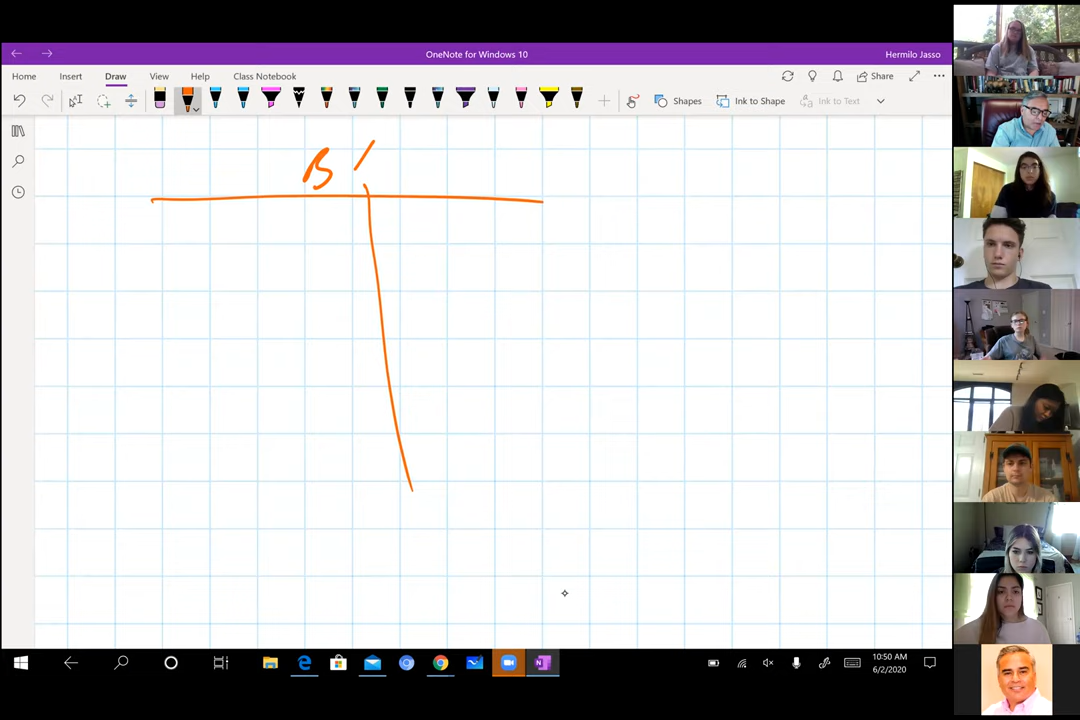 OneNote for Windows 10
Hermilo Jasso
Home Insert Draw View Help Class Notebook
Share
Shapes Ink to Shape Ink to Text
B /
10:50 AM
6/2/2020